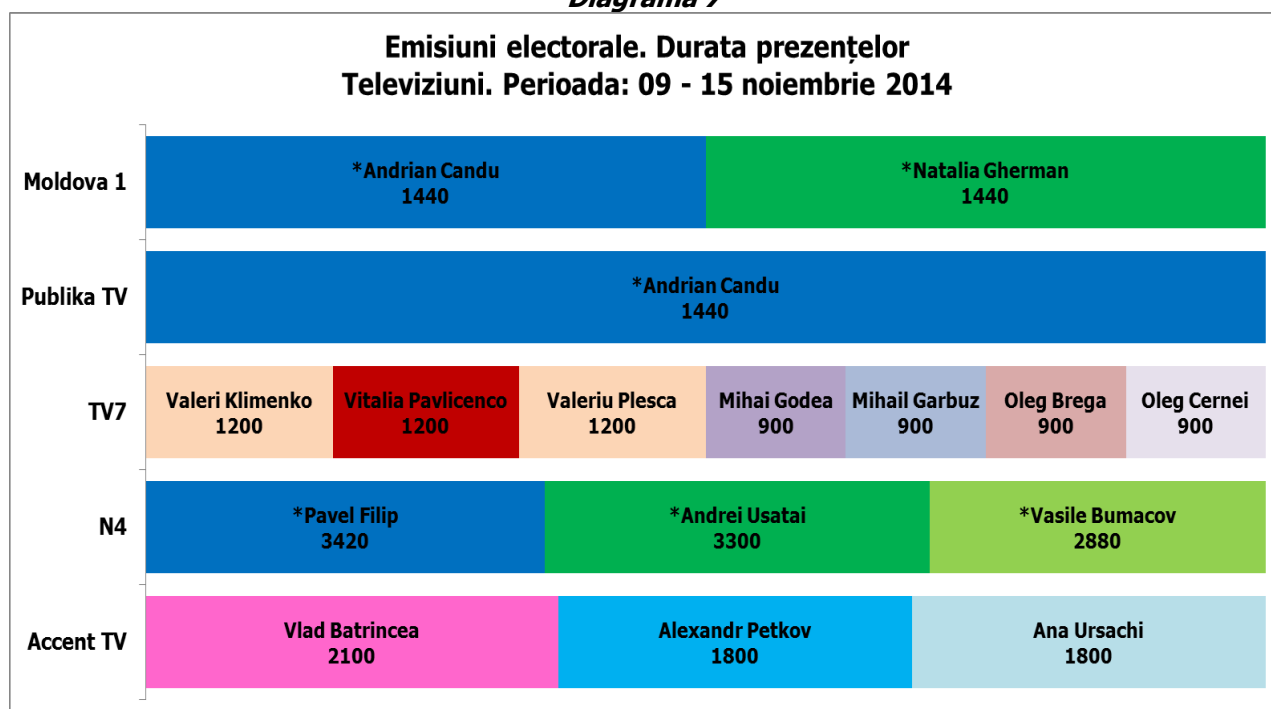 Diagrama 7
Emisiuni electorale. Durata prezențelor
Televiziuni. Perioada: 09 - 15 noiembrie 2014
Moldova 1
*Andrian Candu
1440
*Natalia Gherman
1440
Publika TV
*Andrian Candu
1440
TV7
Valeri Klimenko
1200
Vitalia Pavlicenco
1200
Valeriu Plesca
1200
Mihai Godea
900
Mihail Garbuz
900
Oleg Brega
900
Oleg Cernei
900
N4
*Pavel Filip
3420
*Andrei Usatai
3300
*Vasile Bumacov
2880
Accent TV
Vlad Batrincea
2100
Alexandr Petkov
1800
Ana Ursachi
1800